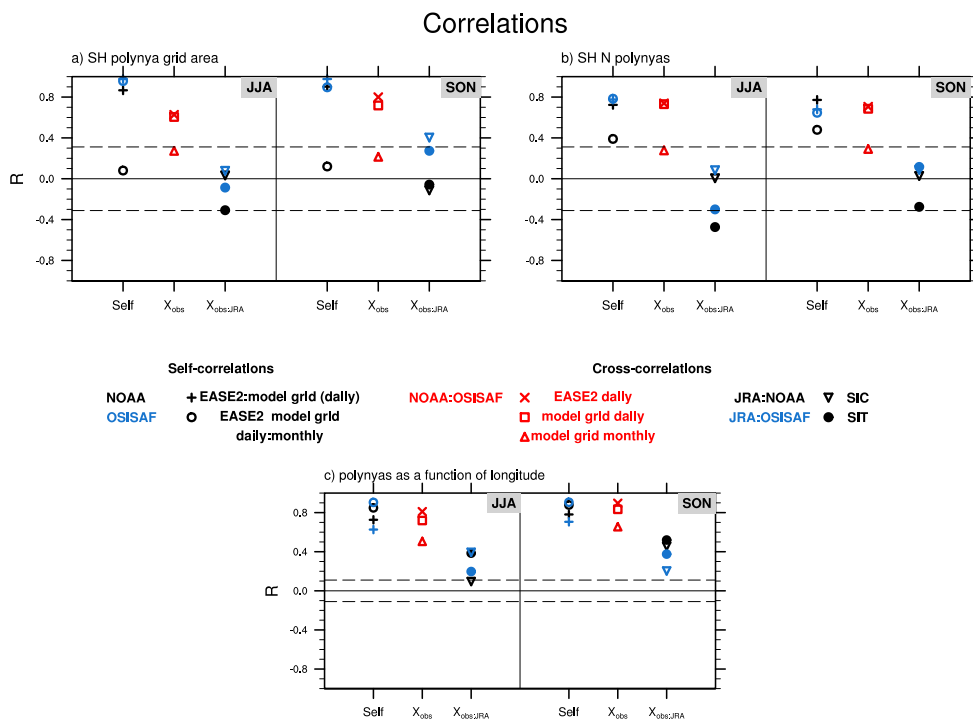 Correlations
a) SH polynya grid area
b) SH N polynyas
JJA
SON
JJA
SON
0.8
0.4
0.0
-0.4
-0.8
R
0.8
0.4
0.0
-0.4
-0.8
Self
Xobs
Xobs:JRA
Self
Xobs
Xobs:JRA
Self
Xobs
Xobs:JRA
Self
Xobs
Xobs:JRA
Self-correlations
Cross-correlations
NOAA
EASE2:model grid (daily)
NOAA:OSISAF
EASE2 daily
JRA:NOAA
SIC
OSISAF
EASE2 model grid
model grid daily
JRA:OSISAF
SIT
daily:monthly
model grid monthly
c) polynyas as a function of longitude
JJA
SON
0.8
0.4
0.0
-0.4
-0.8
R
Self
Xobs
Xobs:JRA
Self
Xobs
Xobs:JRA